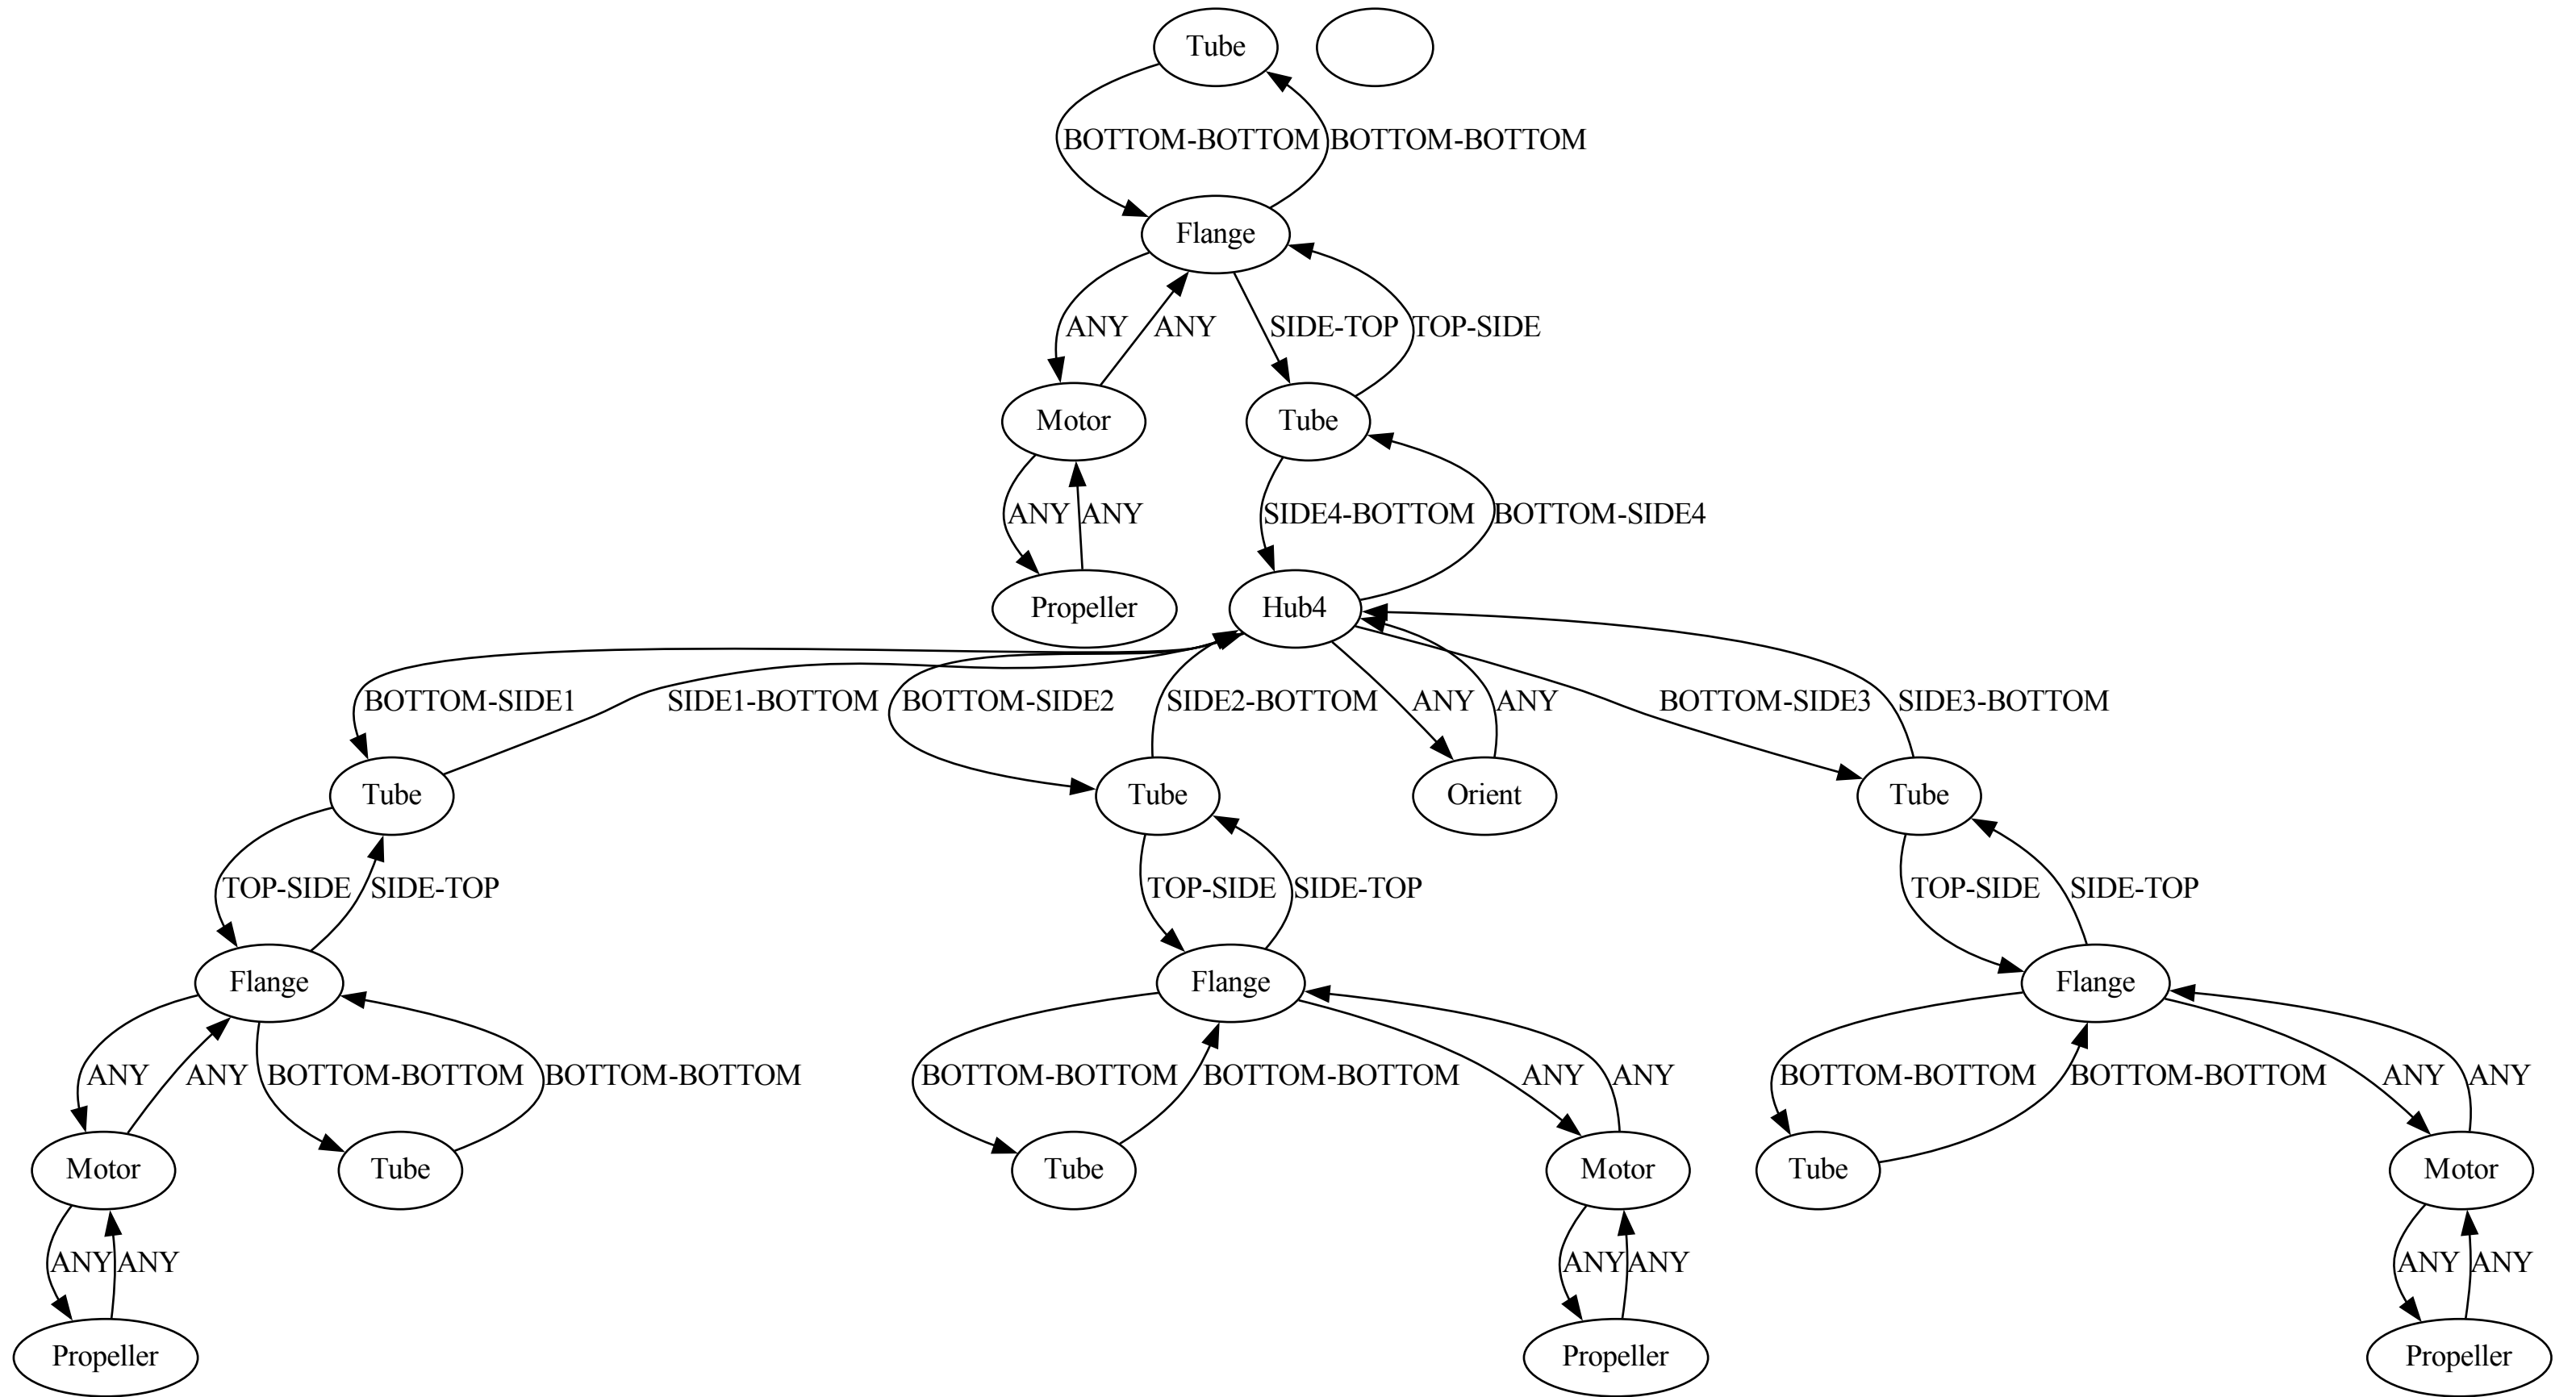 Tube
BOTTOM-BOTTOM BOTTOM-BOTTOM
Flange
ANY ANY SIDE-TOP TOP-SIDE
Motor Tube
ANY ANY SIDE4-BOTTOM BOTTOM-SIDE4
Propeller Hub4
BOTTOM-SIDE1 SIDE1-BOTTOM BOTTOM-SIDE2 SIDE2-BOTTOM ANY ANY BOTTOM-SIDE3 SIDE3-BOTTOM
Tube Tube Orient Tube
TOP-SIDE SIDE-TOP TOP-SIDE SIDE-TOP TOP-SIDE SIDE-TOP
Flange Flange Flange
ANY ANY BOTTOM-BOTTOM BOTTOM-BOTTOM BOTTOM-BOTTOM BOTTOM-BOTTOM ANY ANY BOTTOM-BOTTOM BOTTOM-BOTTOM ANY ANY
Motor Tube Tube Motor Tube Motor
ANY ANY ANY ANY ANY ANY
Propeller Propeller Propeller